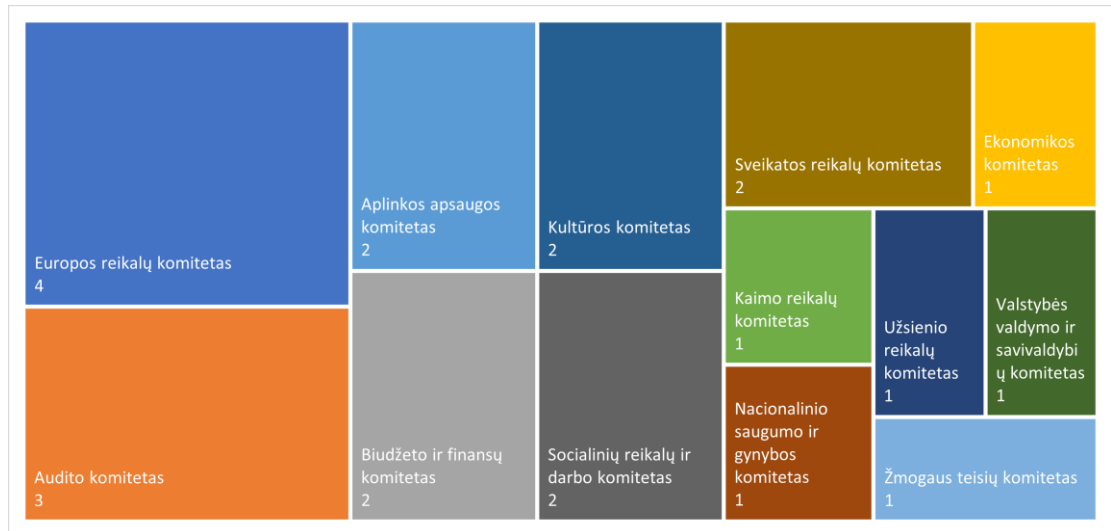 Europos reikalų komitetas
4
Audito komitetas
3
Aplinkos apsaugos
komitetas
2
Biudžeto ir finansų
komitetas
2
Kultūros komitetas
2
Socialinių reikalų ir
darbo komitetas
2
Sveikatos reikalų komitetas
2
Ekonomikos
komitetas
1
Kaimo reikalų
komitetas
1
Nacionalinio
saugumo ir
gynybos
komitetas
1
Užsienio
reikalų
komitetas
1
Valstybės
valdymo ir
savivaldybi
ų komitetas
1
Žmogaus teisių komitetas
1